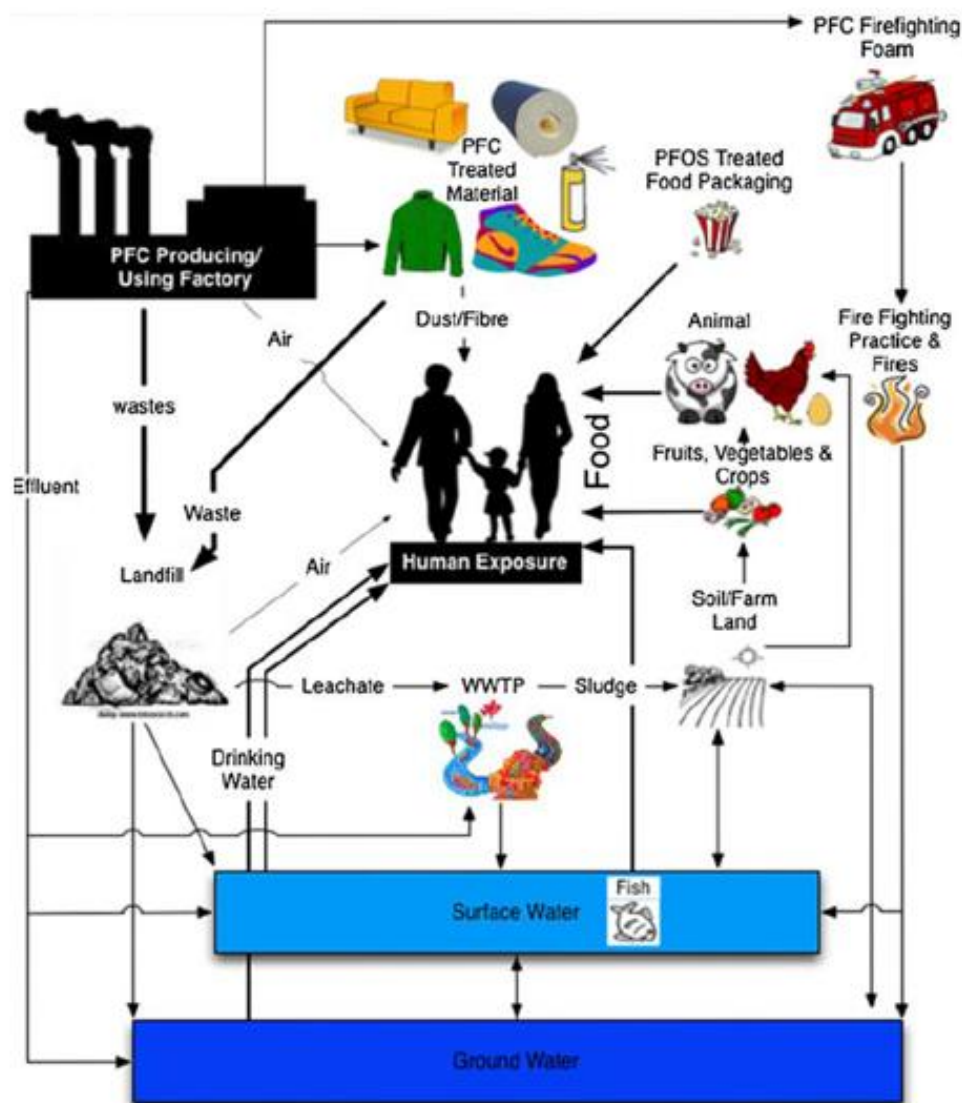 PFC Firefighting
Foam
PFC
Treated
Material
PFOS Treated
Food Packaging
PFC Producing/
Using Factory
Air
Dust/Fibre
Animal
Fire Fighting
Practice &
Fires
wastes
Food
Fruits, Vegetables &
Crops
Effluent
Waste
Landfill
Air
Human Exposure
Soil/Farm
Land
Leachate
WWTP
Sludge
Drinking
Water
Fish
Surface Water
Ground Water